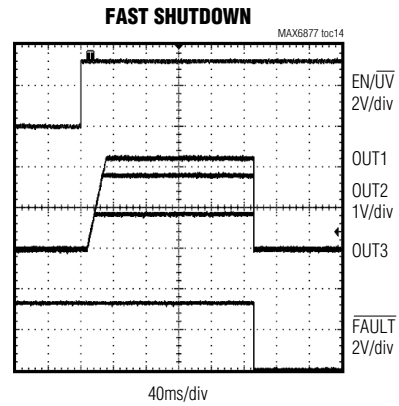 FAST SHUTDOWN
MAX6877 toc14
T
EN/UV
2V/div
OUT1
OUT2
1V/div
OUT3
FAULT
2V/div
40ms/div